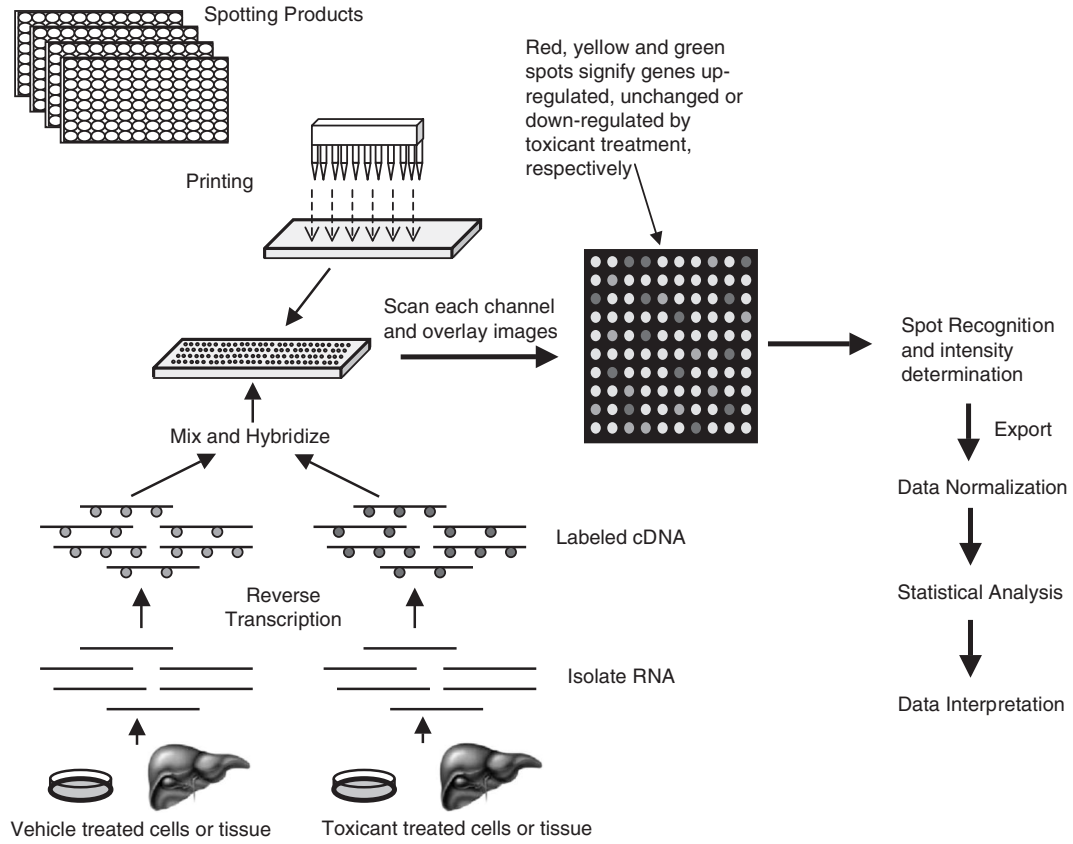 Spotting Products
Red, yellow and green
spots signify genes up-
regulated, unchanged or
down-regulated by
toxicant treatment,
respectively
Printing
Scan each channel
and overlay images
Spot Recognition
and intensity
determination
Export
Mix and Hybridize
Data Normalization
Labeled cDNA
Reverse
Transcription
Statistical Analysis
Isolate RNA
Data Interpretation
Vehicle treated cells or tissue
Toxicant treated cells or tissue